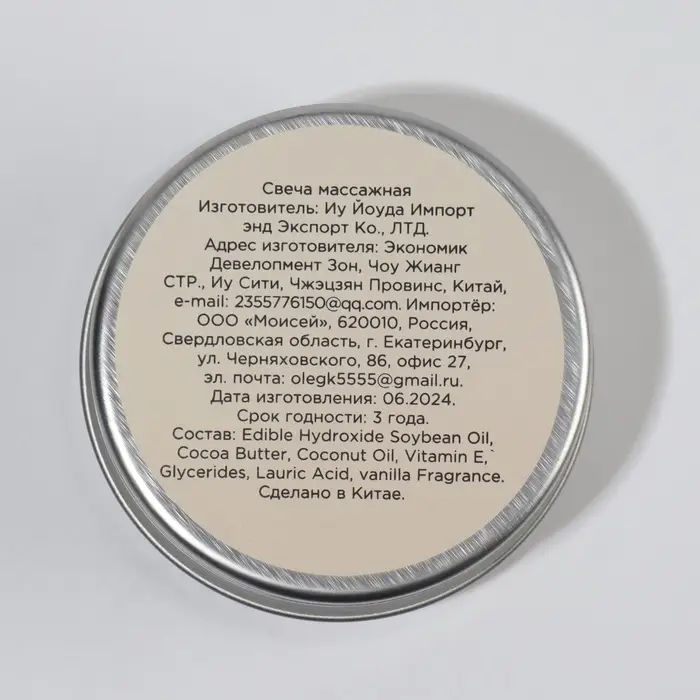 Свеча массажная
Изготовитель: Иу Йоуда Импорт
энд Экспорт Ко., ЛТД.
Адрес изготовителя: Экономик
Девелопмент Зон, Чоу Жианг
СТР., Иу Сити, Чжэцзян Провинс, Китай,
e-mail: 2355776150@qq.com. Импортёр:
ООО «Моисей», 620010, Россия,
Свердловская область, г. Екатеринбург,
ул. Черняховского, 86, офис 27,
эл. почта: olegk5555@gmail.ru.
Дата изготовления: 06.2024.
Срок годности: 3 года.
Состав: Edible Hydroxide Soybean Oil,
Cocoa Butter, Coconut Oil, Vitamin E,`
Glycerides, Lauric Acid, vanilla Fragrance.
Сделано в Китае.